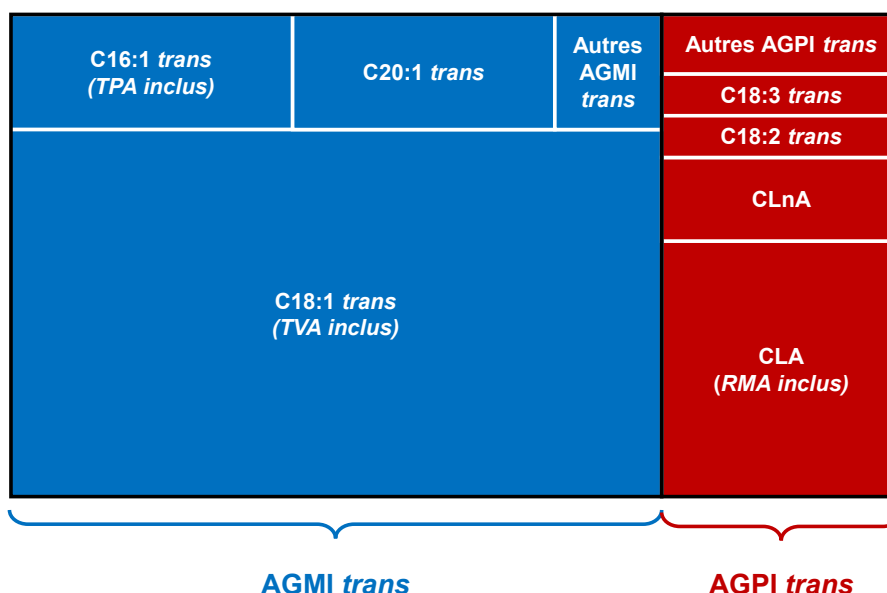 C16:1 trans
(TPA inclus)
C20:1 trans
Autres
AGMI
trans
C18:1 trans
(TVA inclus)
Autres AGPI trans
C18:3 trans
C18:2 trans
CLnA
CLA
(RMA inclus)
AGMI trans
AGPI trans